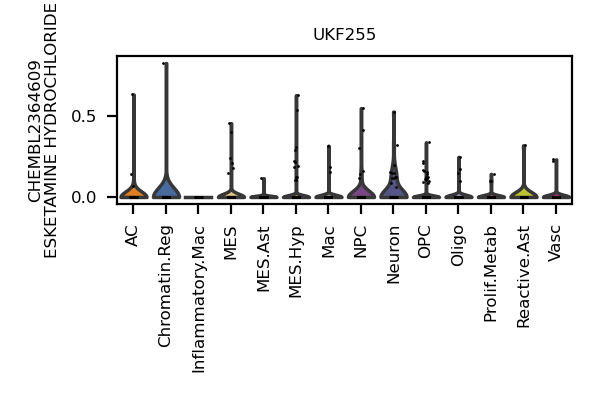 UKF255
CHEMBL2364609
ESKETAMINE HYDROCHLORIDE
0.5
0.0
AC
Chromatin.Reg
Inflammatory.Mac
MES
MES.Ast
MES.Hyp
Mac
NPC
Neuron
OPC
Oligo
Prolif.Metab
Reactive.Ast
Vasc